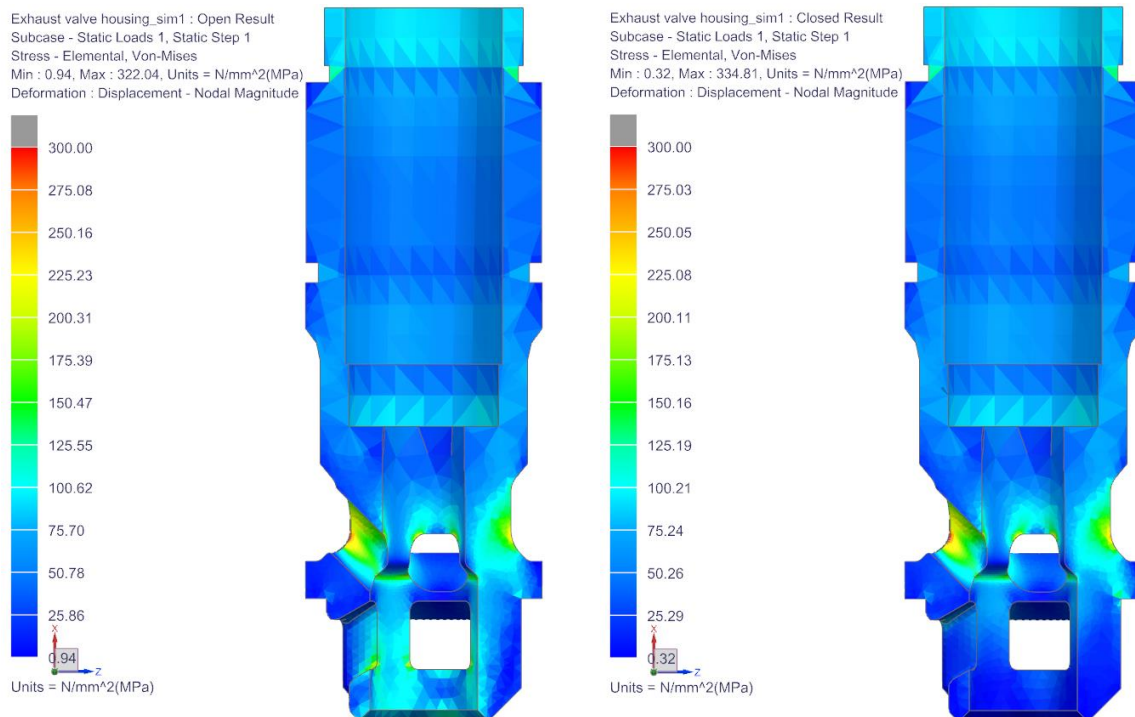 Exhaust valve housing_sim1 : Open Result
Subcase - Static Loads 1, Static Step 1
Stress - Elemental, Von-Mises
Min : 0.94, Max : 322.04, Units = N/mm^2(MPa)
Deformation : Displacement - Nodal Magnitude
300.00
275.08
250.16
225.23
200.31
175.39
150.47
125.55
100.62
75.70
50.78
25.86
0.94
X
Z
Units = N/mm^2(MPa)
Exhaust valve housing_sim1 : Closed Result
Subcase - Static Loads 1, Static Step 1
Stress - Elemental, Von-Mises
Min : 0.32, Max : 334.81, Units = N/mm^2(MPa)
Deformation : Displacement - Nodal Magnitude
300.00
275.03
250.05
225.08
200.11
175.13
150.16
125.19
100.21
75.24
50.26
25.29
0.32
X
Z
Units = N/mm^2(MPa)